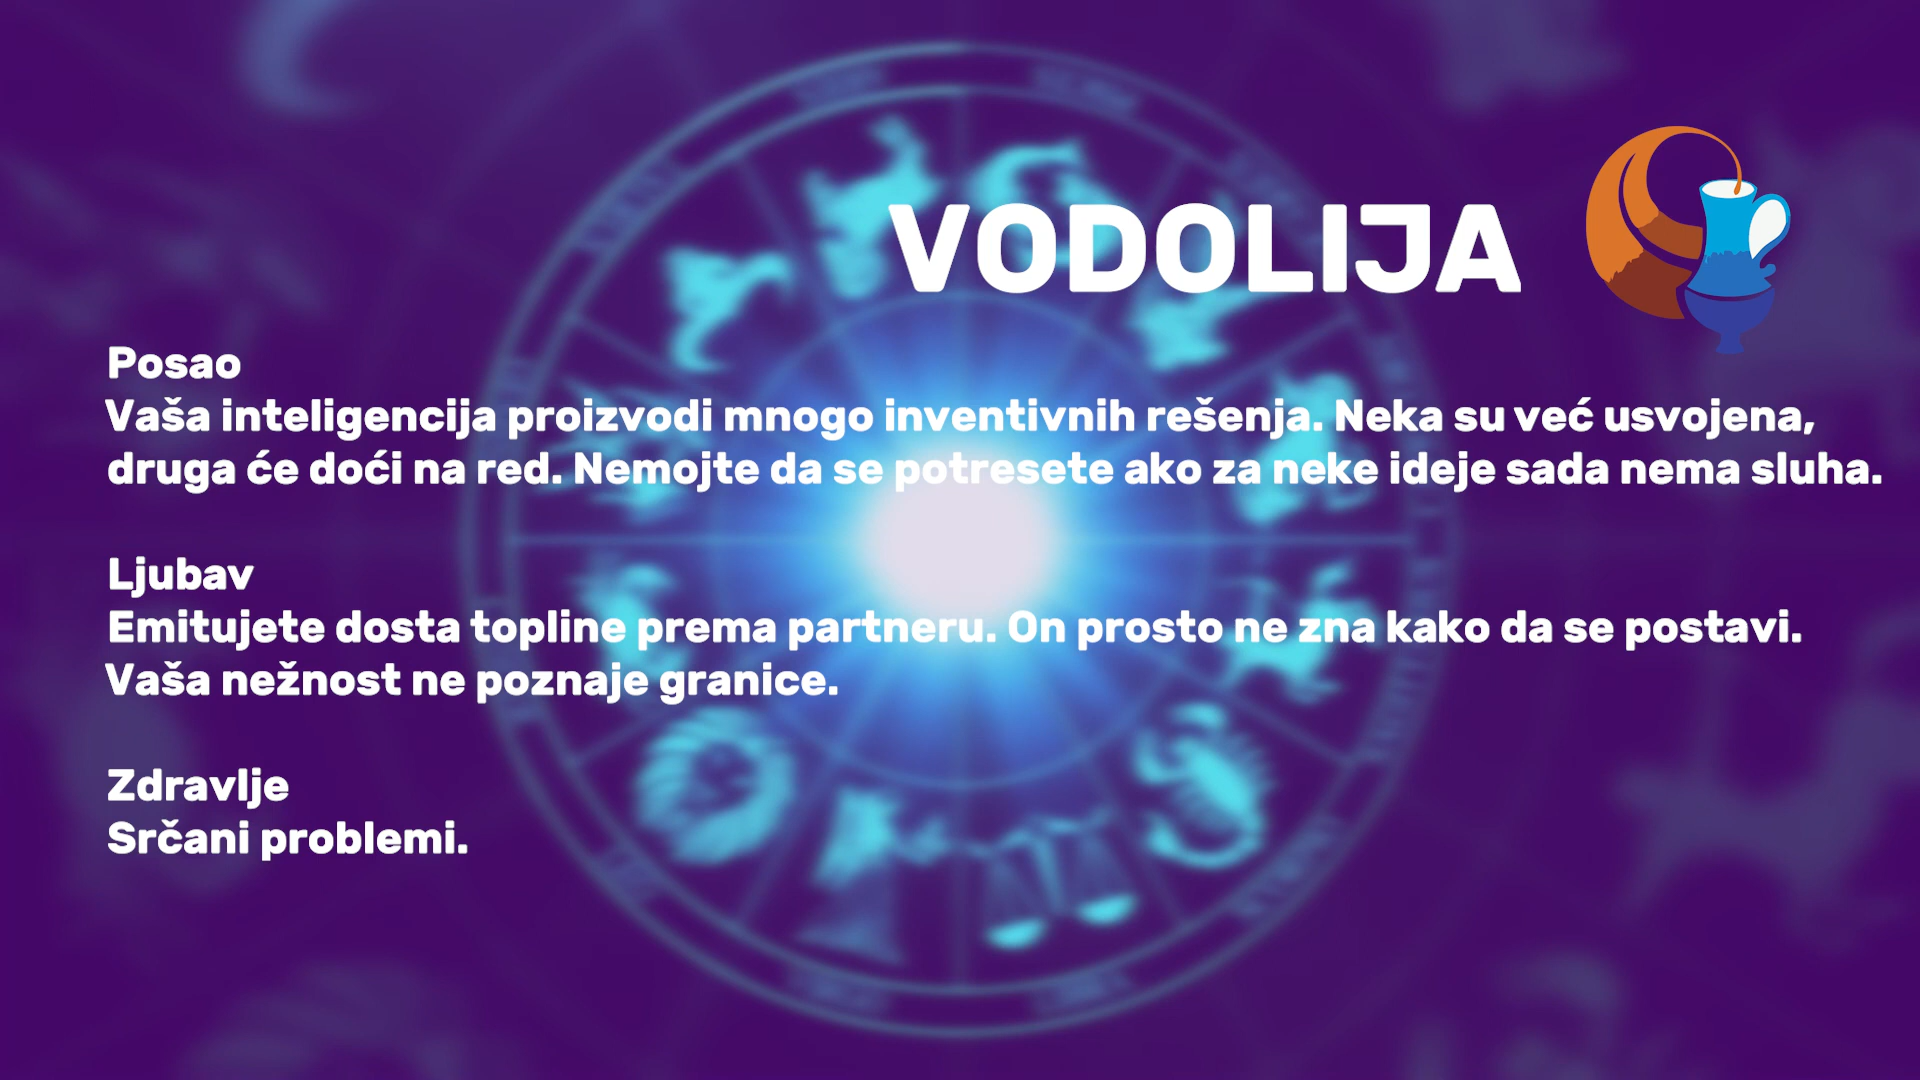 VODOLIJA
Posao
Vaša inteligencija proizvodi mnogo inventivnih rešenja. Neka su već usvojena,
druga će doći na red. Nemojte da se potresete ako za neke ideje sada nema sluha.
Ljubav
Emitujete dosta topline prema partneru. On prosto ne zna kako da se postavi.
Vaša nežnost ne poznaje granice.
Zdravlje
Srčani problemi.